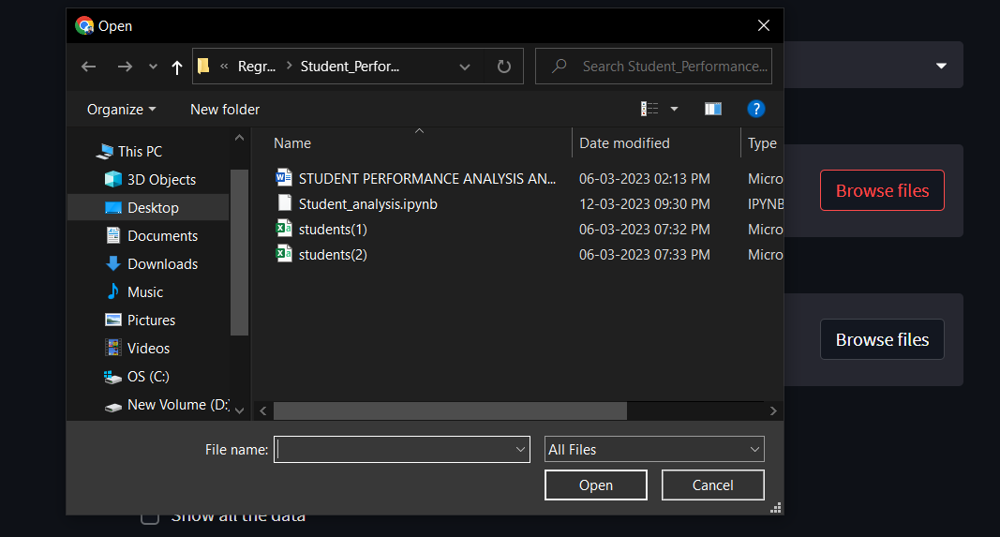 Open
« Regr... > Student_Perfor...
Search Student_Performance...
Organize
New folder
?
Name
Date modified
Type
STUDENT PERFORMANCE ANALYSIS AN... 06-03-2023 02:13 PM Micro
Student_analysis.ipynb 12-03-2023 09:30 PM IPYNB
students(1) 06-03-2023 07:32 PM Micro
students(2) 06-03-2023 07:33 PM Micro
This PC
3D Objects
Desktop
Documents
Downloads
Music
Pictures
Videos
OS (C:)
New Volume (D:)
File name:
All Files
Open
Cancel
Browse files
Browse files
Show all the data